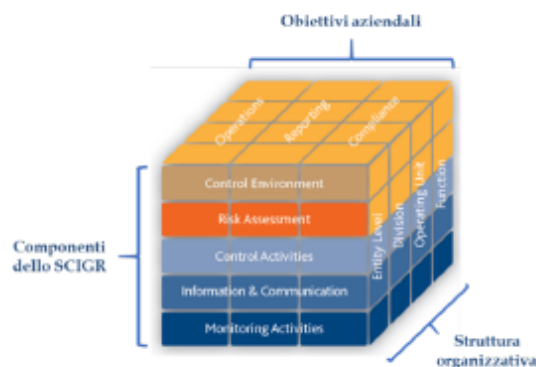 Obiettivi aziendali
Operations
Reporting
Compliance
Control Environment
Risk Assessment
Control Activities
Information & Communication
Monitoring Activities
Entity Level
Division
Operating Unit
Function
Componenti
dello SCIGR
Struttura
organizzativa